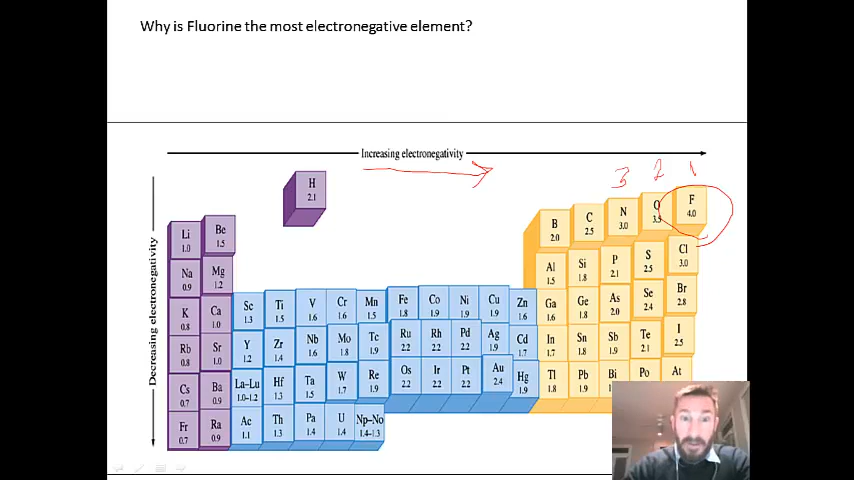 Why is Fluorine the most electronegative element?
Increasing electronegativity
3 2 1
Decreasing electronegativity
H
2.1
F
4.0
O
3.5
N
3.0
C
2.5
B
2.0
Li
1.0
Be
1.5
Na
0.9
Mg
1.2
Al
1.5
Si
1.8
P
2.1
S
2.5
Cl
3.0
K
0.8
Ca
1.0
Sc
1.3
Ti
1.5
V
1.6
Cr
1.6
Mn
1.5
Fe
1.8
Co
1.9
Ni
1.9
Cu
1.9
Zn
1.6
Ga
1.6
Ge
1.8
As
2.0
Se
2.4
Br
2.8
Rb
0.8
Sr
1.0
Y
1.2
Zr
1.4
Nb
1.6
Mo
1.8
Tc
1.9
Ru
2.2
Rh
2.2
Pd
2.2
Ag
1.9
Cd
1.7
In
1.7
Sn
1.8
Sb
1.9
Te
2.1
I
2.5
Cs
0.7
Ba
0.9
La–Lu
1.0–1.2
Hf
1.3
Ta
1.5
W
1.7
Re
1.9
Os
2.2
Ir
2.2
Pt
2.2
Au
2.4
Hg
1.9
Tl
1.8
Pb
1.9
Bi
Po
At
Fr
0.7
Ra
0.9
Ac
1.1
Th
1.3
Pa
1.4
U
1.4
Np–No
1.4–1.3